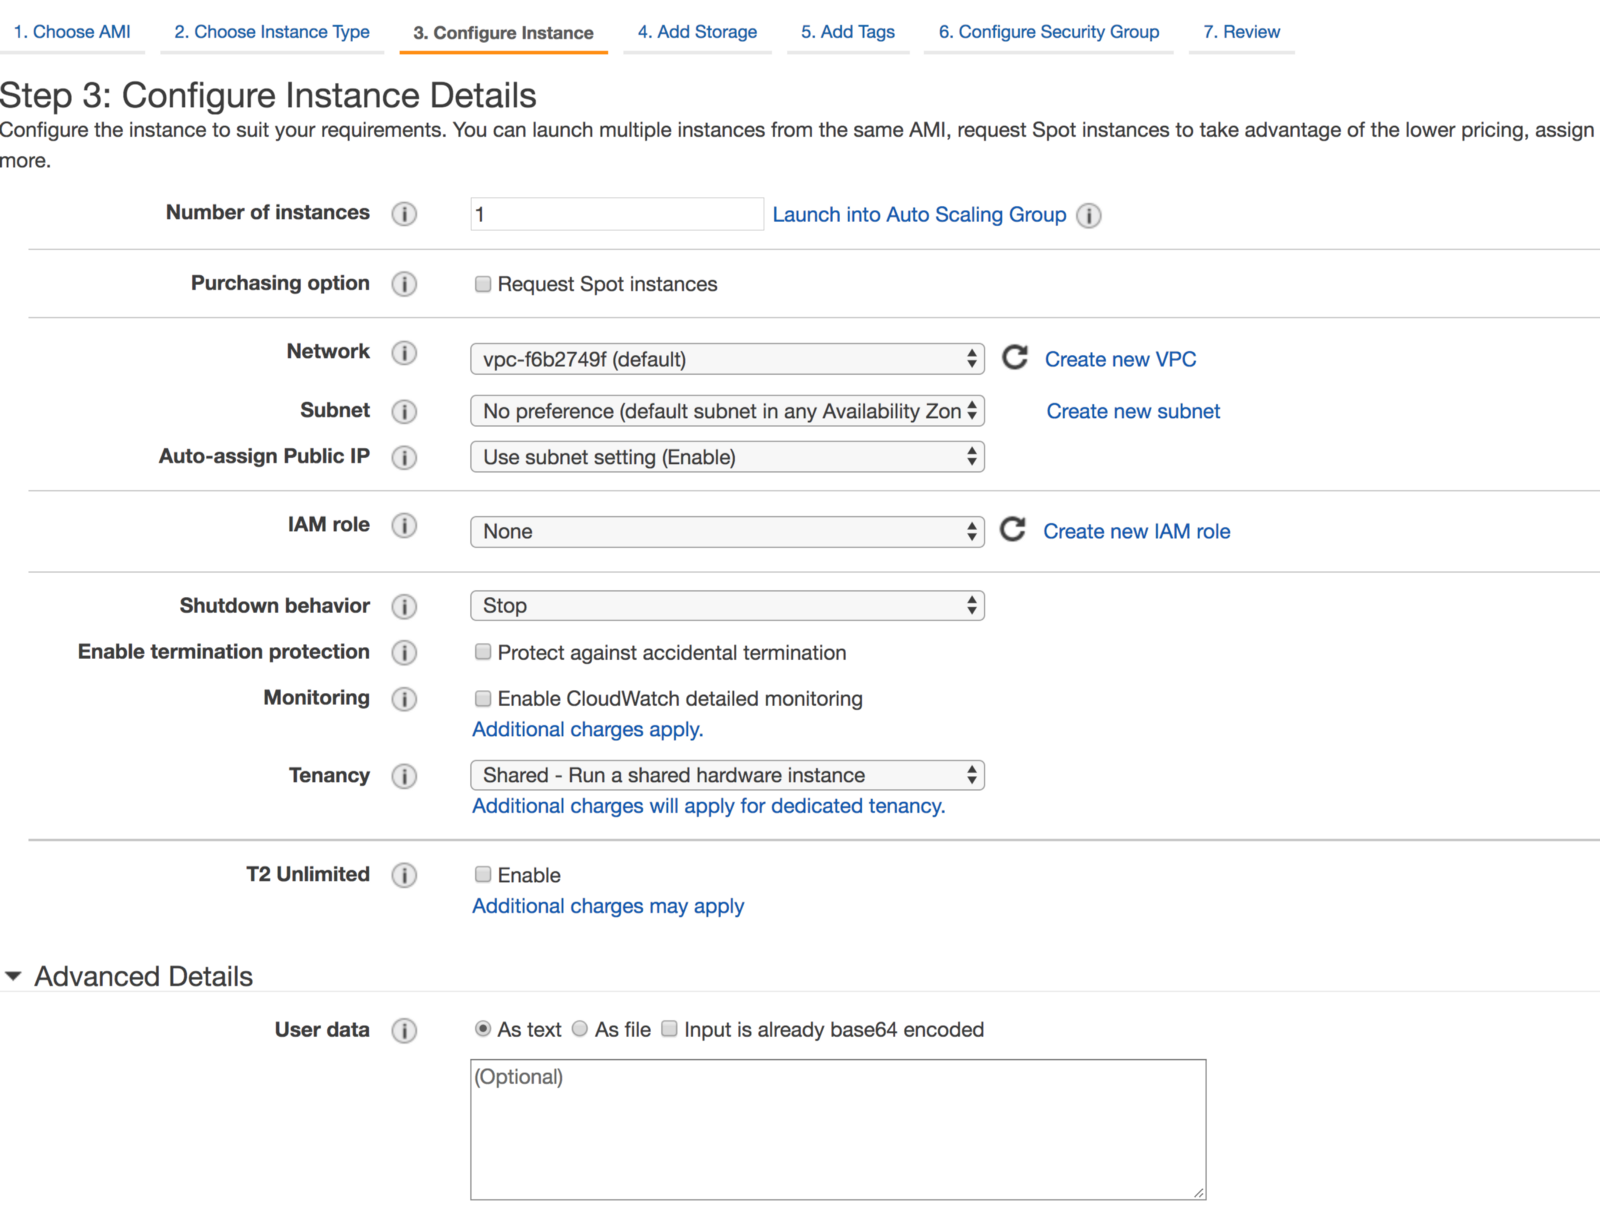 1. Choose AMI 2. Choose Instance Type 3. Configure Instance 4. Add Storage 5. Add Tags 6. Configure Security Group 7. Review
Step 3: Configure Instance Details
Configure the instance to suit your requirements. You can launch multiple instances from the same AMI, request Spot instances to take advantage of the lower pricing, assign
more.
Number of instances 1 Launch into Auto Scaling Group
Purchasing option Request Spot instances
Network vpc-f6b2749f (default) Create new VPC
Subnet No preference (default subnet in any Availability Zon Create new subnet
Auto-assign Public IP Use subnet setting (Enable)
IAM role None Create new IAM role
Shutdown behavior Stop
Enable termination protection Protect against accidental termination
Monitoring Enable CloudWatch detailed monitoring
Additional charges apply.
Tenancy Shared - Run a shared hardware instance
Additional charges will apply for dedicated tenancy.
T2 Unlimited Enable
Additional charges may apply
Advanced Details
User data As text As file Input is already base64 encoded
(Optional)